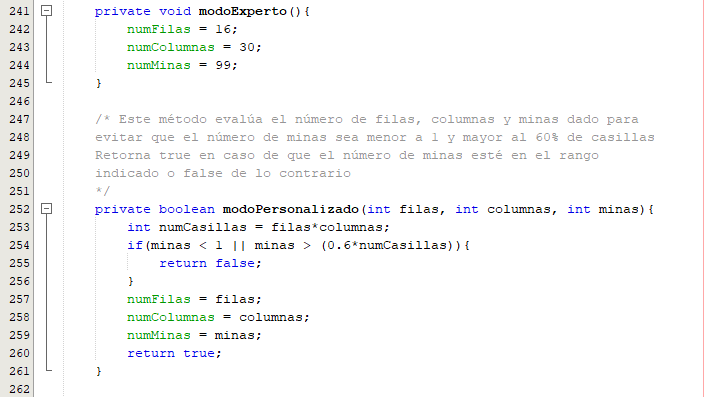 241 private void modoExperto(){
242 numFilas = 16;
243 numColumnas = 30;
244 numMinas = 99;
245 }
246
247 /* Este método evalúa el número de filas, columnas y minas dado para
248 evitar que el número de minas sea menor a 1 y mayor al 60% de casillas
249 Retorna true en caso de que el número de minas esté en el rango
250 indicado o false de lo contrario
251 */
252 private boolean modoPersonalizado(int filas, int columnas, int minas){
253 int numCasillas = filas*columnas;
254 if(minas < 1 || minas > (0.6*numCasillas)){
255 return false;
256 }
257 numFilas = filas;
258 numColumnas = columnas;
259 numMinas = minas;
260 return true;
261 }
262